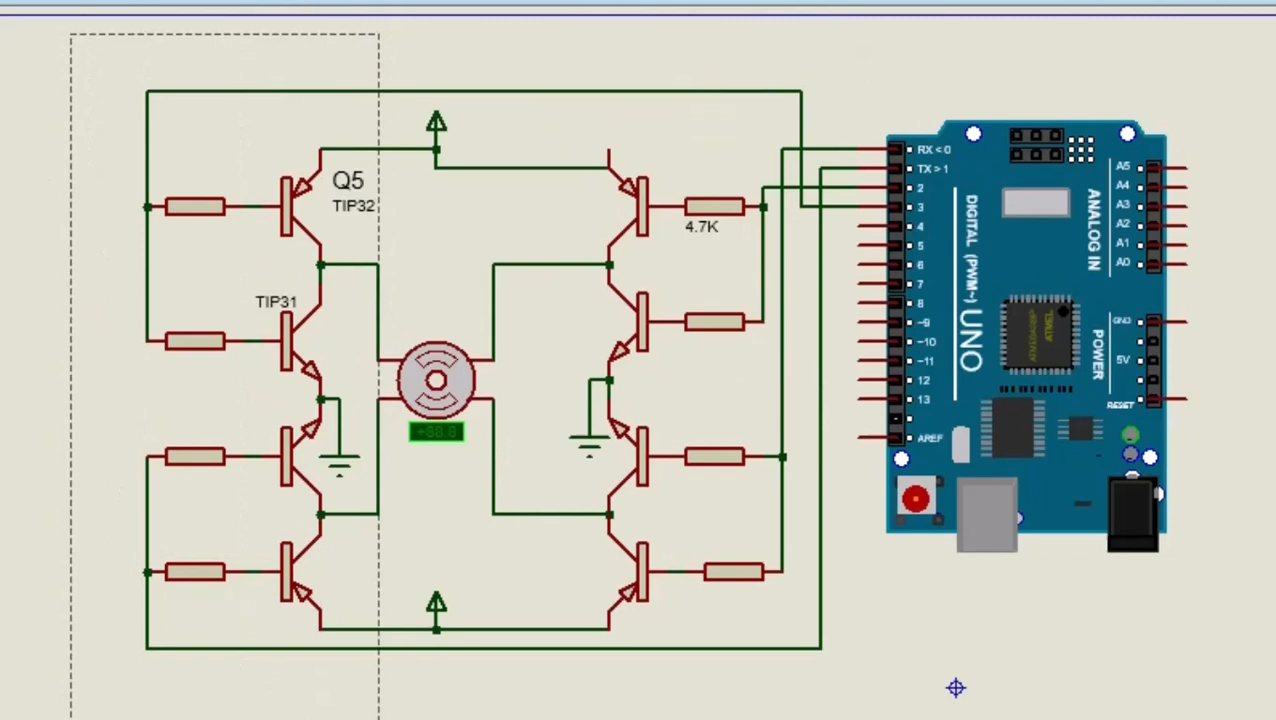 Q5
TIP32
4.7K
TIP31
RX < 0
TX > 1
2
3
4
5
6
7
8
~9
~10
~11
12
13
AREF
DIGITAL (PWM~)
UNO
ATMEL
ANALOG IN
A5
A4
A3
A2
A1
A0
POWER
GND
5V
RESET